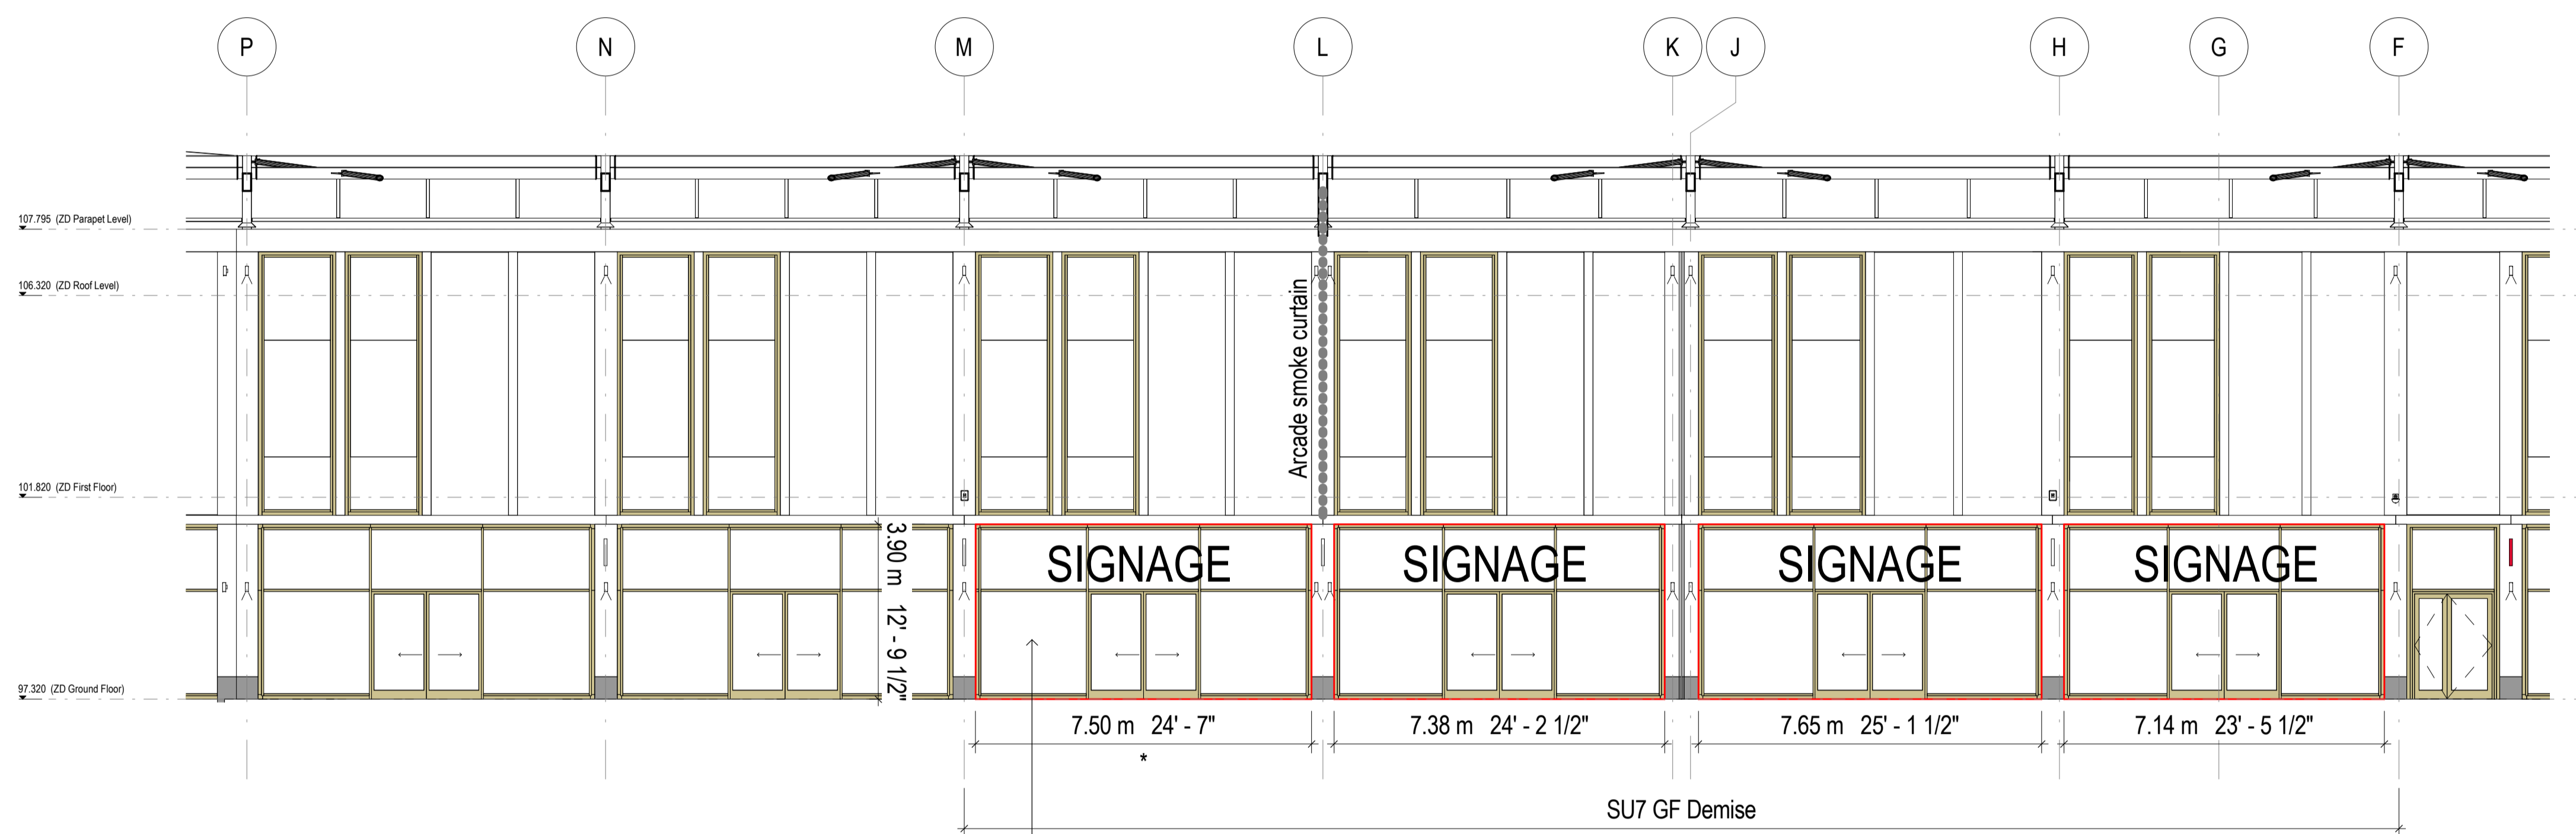 P N M L K J H G F
107.795 (ZD Parapet Level)
106.320 (ZD Roof Level)
Arcade smoke curtain
101.820 (ZD First Floor)
3.90 m 12' - 9 1/2"
SIGNAGE SIGNAGE SIGNAGE SIGNAGE
97.320 (ZD Ground Floor)
7.50 m 24' - 7" 7.38 m 24' - 2 1/2" 7.65 m 25' - 1 1/2" 7.14 m 23' - 5 1/2"
*
SU7 GF Demise